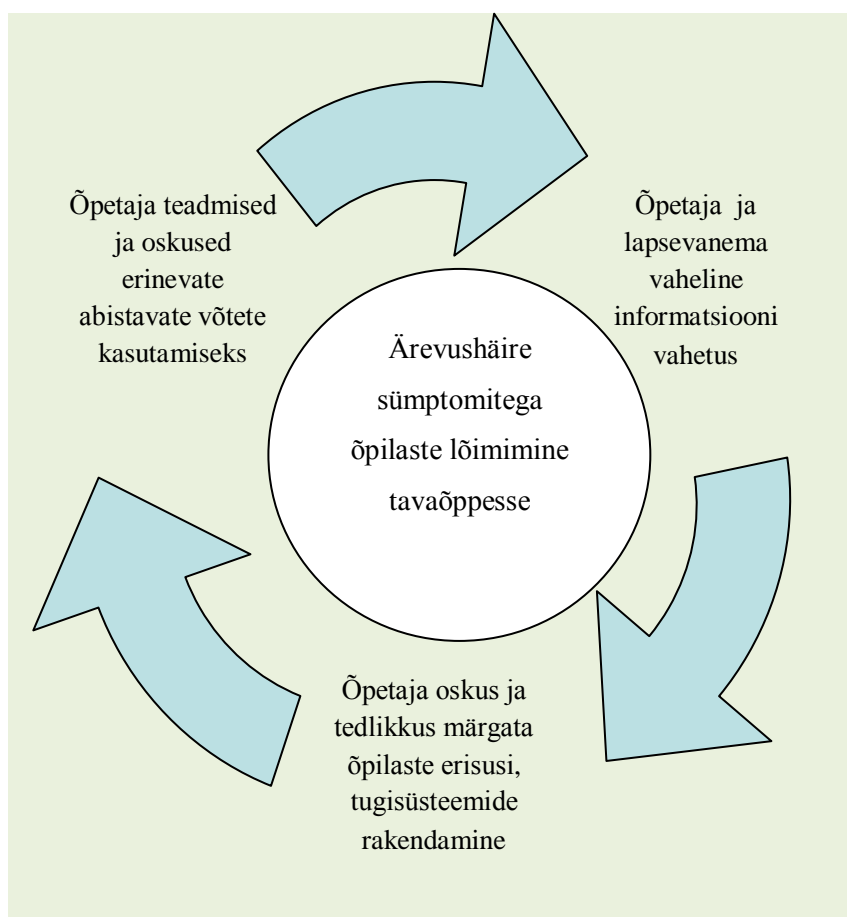 Õpetaja teadmised
ja oskused
erinevate
abistavate võtete
kasutamiseks
Õpetaja ja
lapsevanema
vaheline
informatsiooni
vahetus
Ärevushäire
sümptomitega
õpilaste lõimimine
tavaõppesse
Õpetaja oskus ja
tedlikkus märgata
õpilaste erisusi,
tugisüsteemide
rakendamine